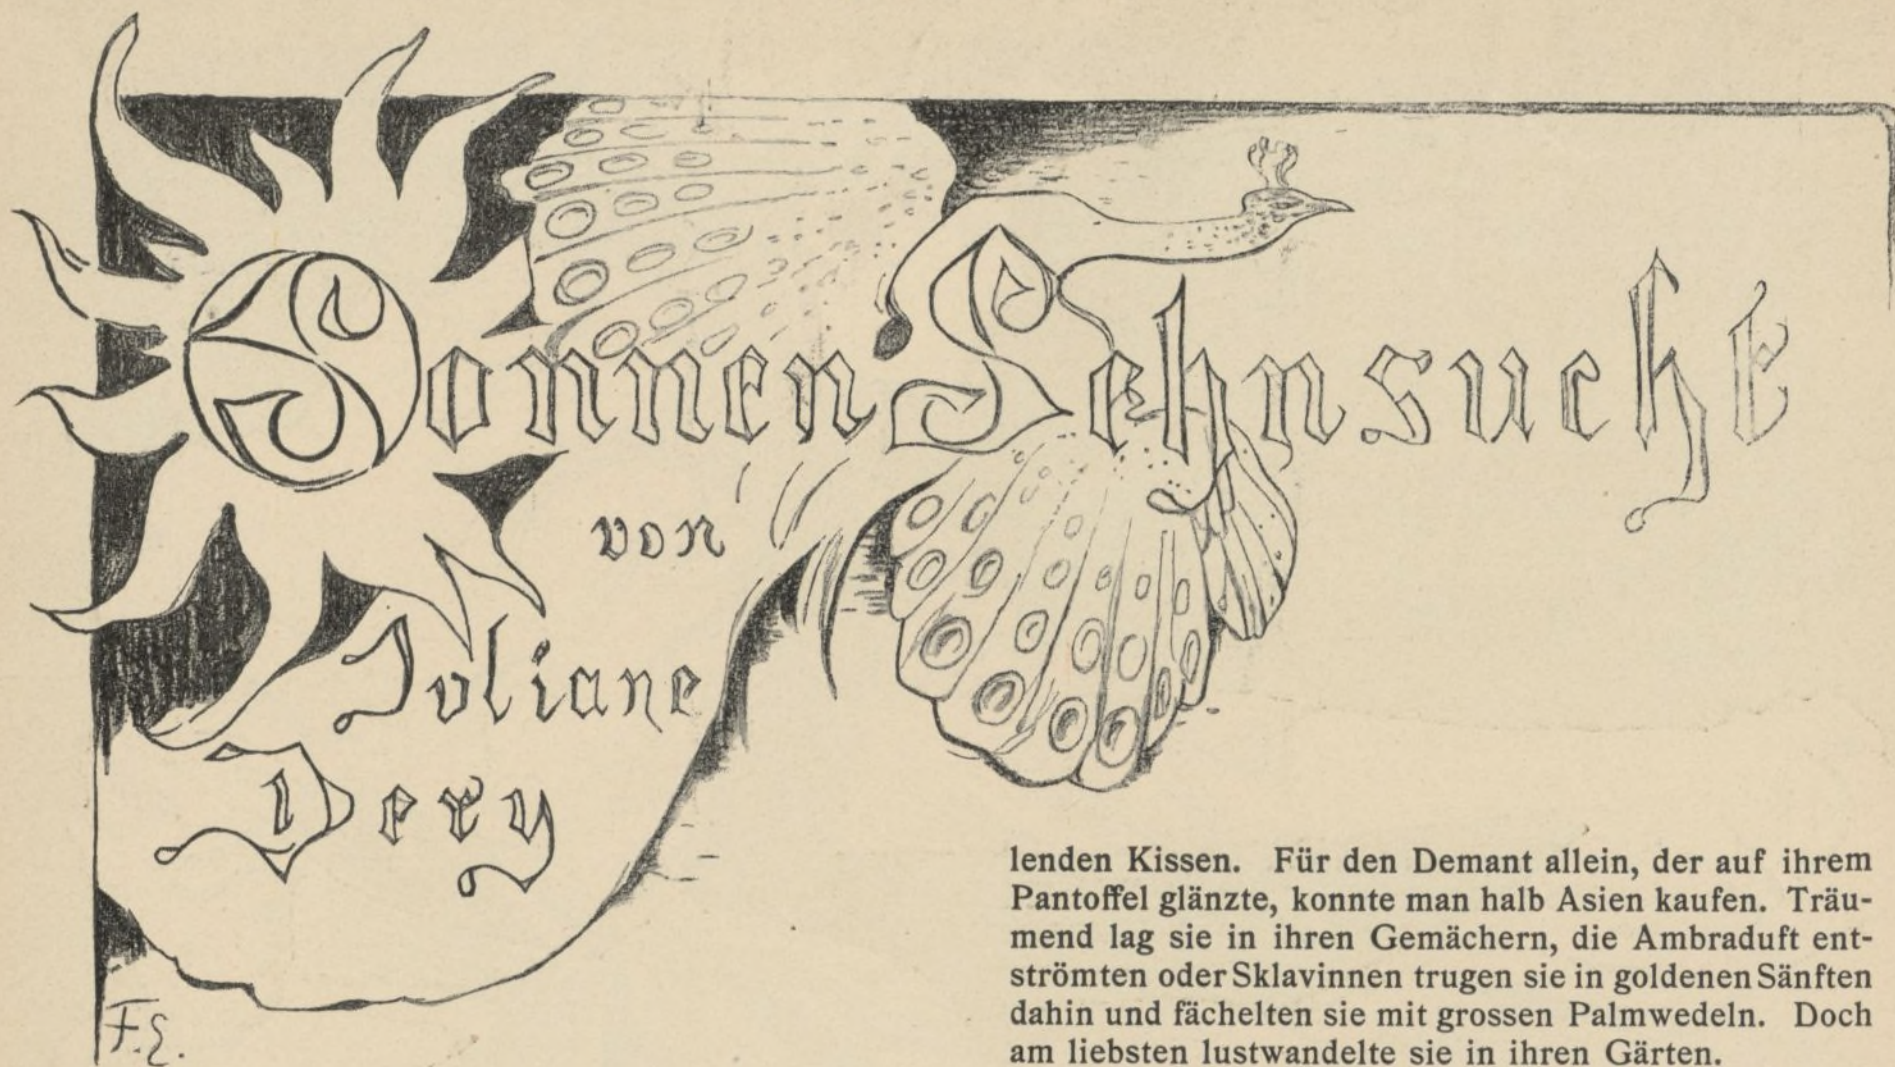 Sonnen Sehnsucht
von
Juliane
Dery
F.E.
lenden Kissen. Für den Demant allein, der auf ihrem
Pantoffel glänzte, konnte man halb Asien kaufen. Träu-
mend lag sie in ihren Gemächern, die Ambraduft ent-
strömten oder Sklavinnen trugen sie in goldenen Sänften
dahin und fächelten sie mit grossen Palmwedeln. Doch
am liebsten lustwandelte sie in ihren Gärten.